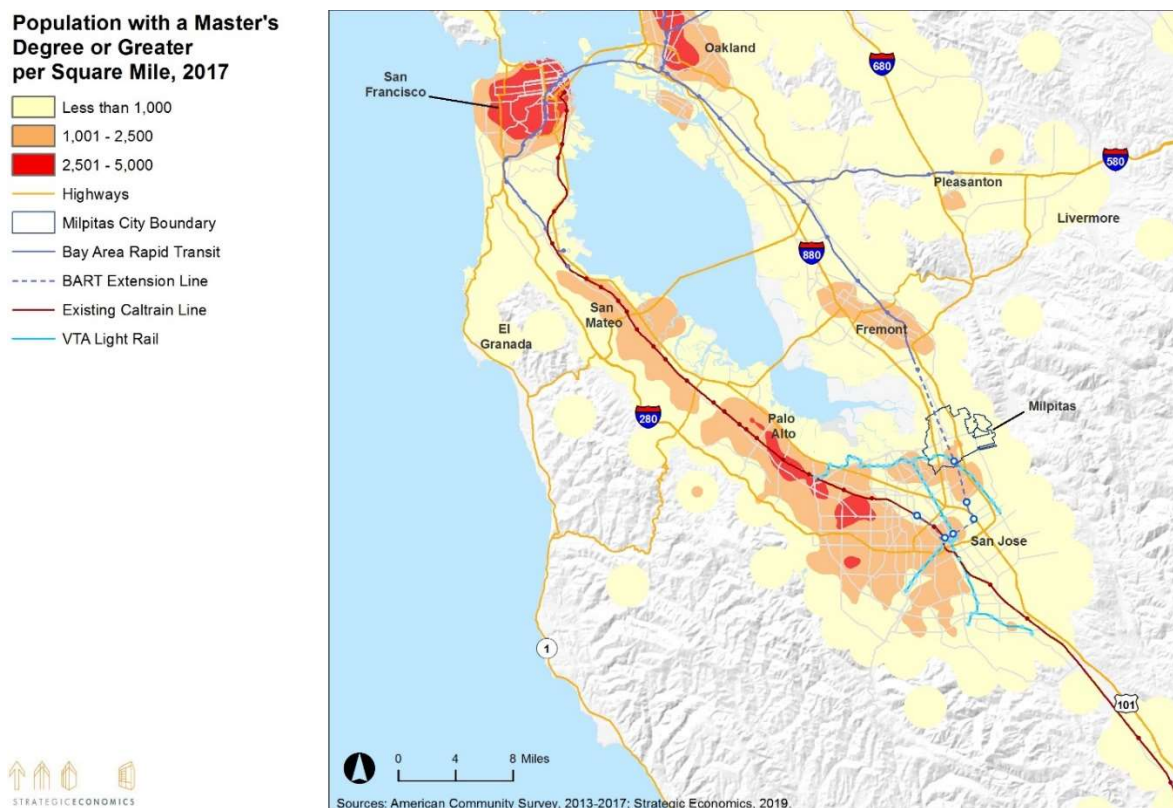 Population with a Master's
Degree or Greater
per Square Mile, 2017
Less than 1,000
1,001 - 2,500
2,501 - 5,000
Highways
Milpitas City Boundary
Bay Area Rapid Transit
BART Extension Line
Existing Caltrain Line
VTA Light Rail
STRATEGICECONOMICS
Oakland
680
San
Francisco
580
Pleasanton
Livermore
880
San
Mateo
Fremont
El
Granada
280
Palo
Alto
Milpitas
San Jose
1
101
0 4 8 Miles
Sources: American Community Survey, 2013-2017; Strategic Economics, 2019.